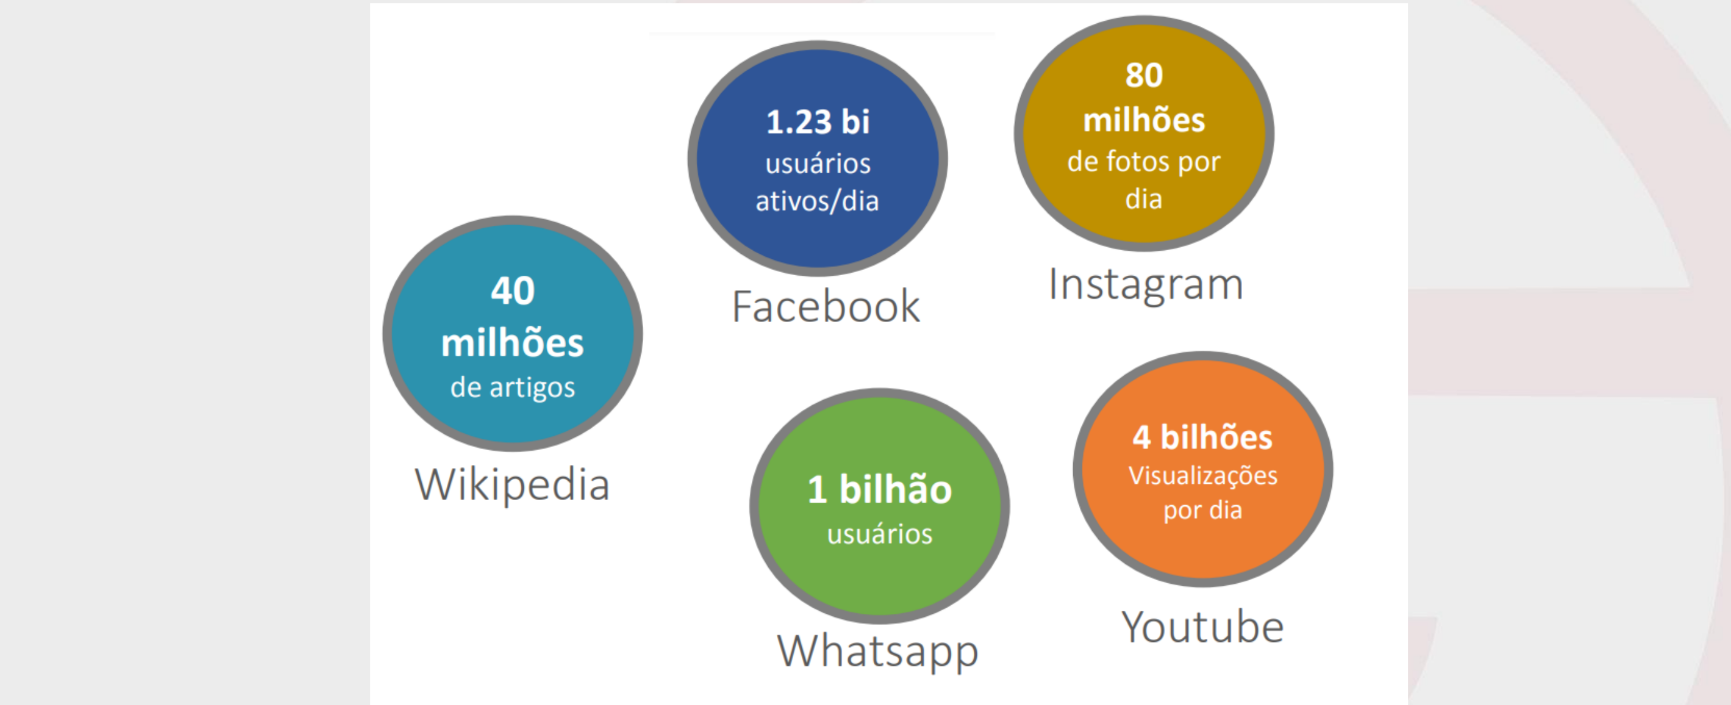 40
milhões
de artigos
Wikipedia
1.23 bi
usuários
ativos/dia
Facebook
80
milhões
de fotos por
dia
Instagram
1 bilhão
usuários
Whatsapp
4 bilhões
Visualizações
por dia
Youtube